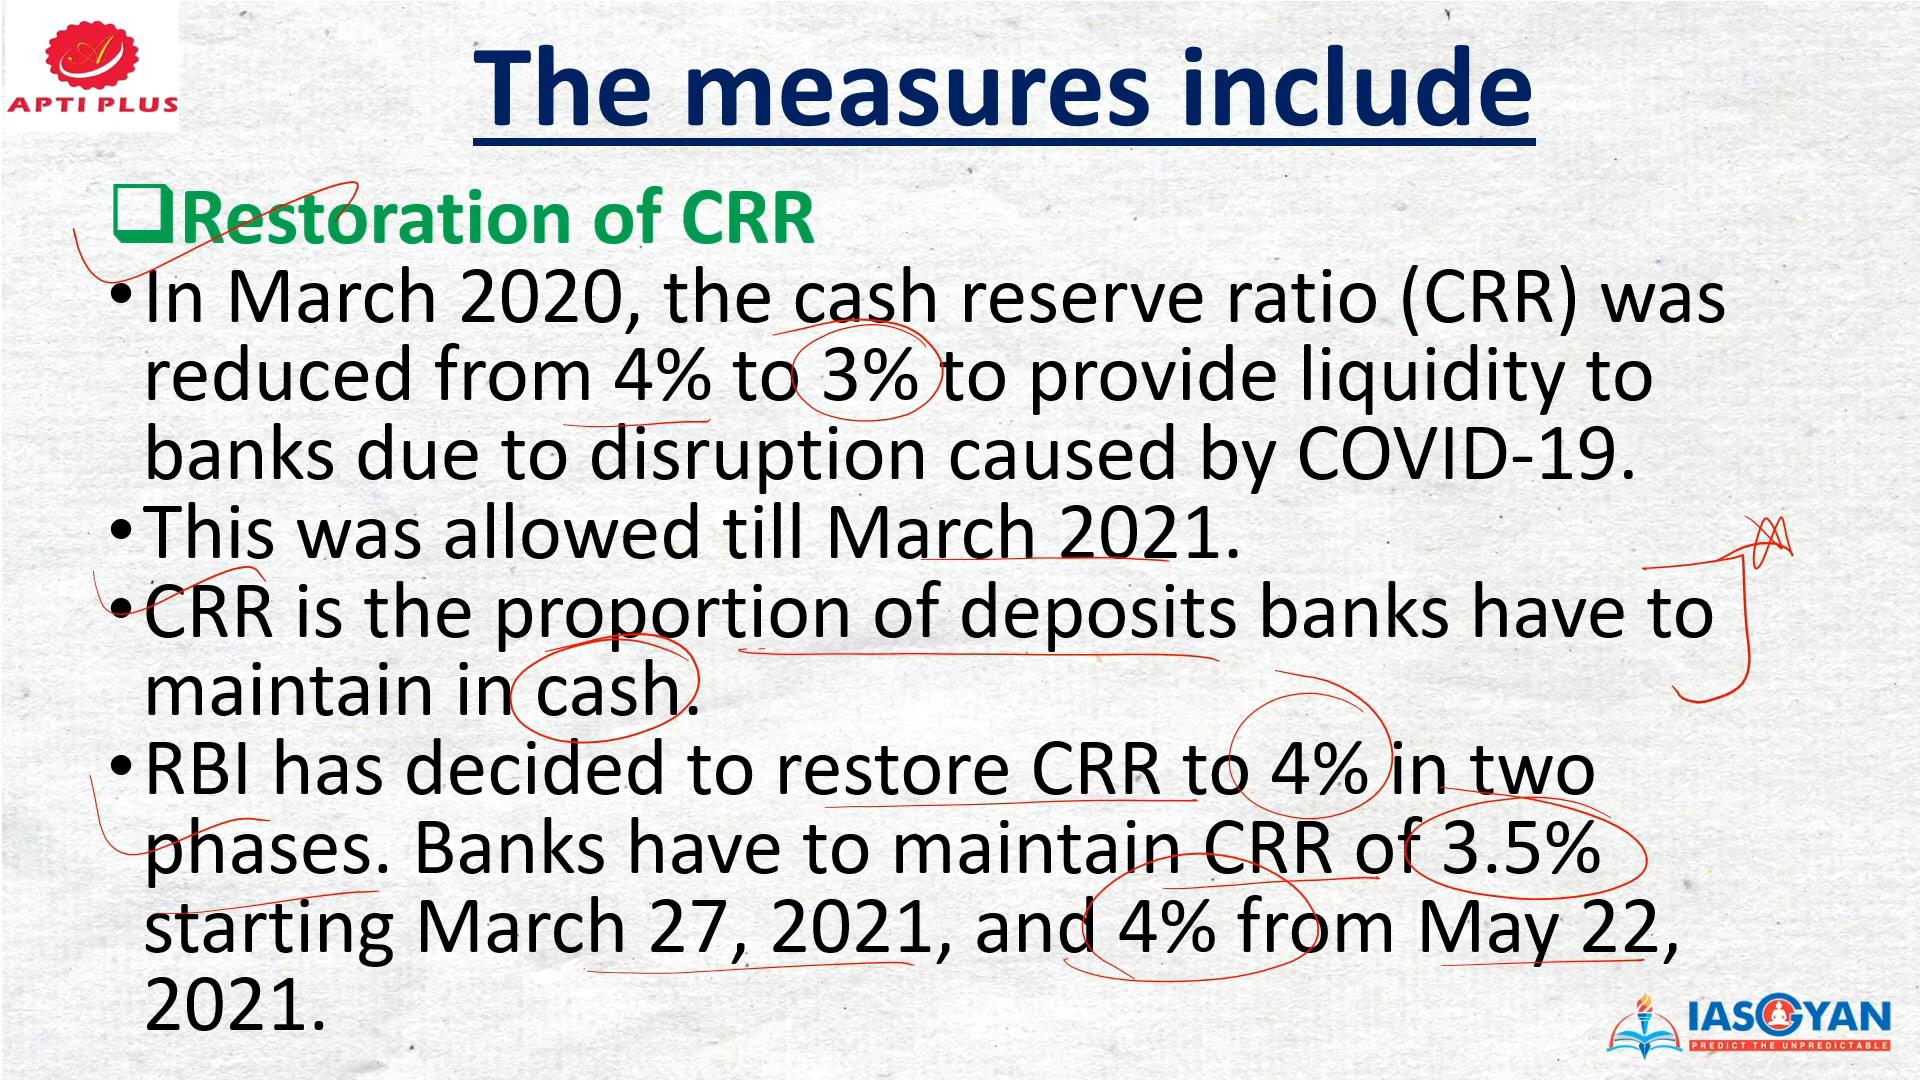 APTI PLUS
The measures include
Restoration of CRR
•In March 2020, the cash reserve ratio (CRR) was
reduced from 4% to 3% to provide liquidity to
banks due to disruption caused by COVID-19.
•This was allowed till March 2021.
•CRR is the proportion of deposits banks have to
maintain in cash.
•RBI has decided to restore CRR to 4% in two
phases. Banks have to maintain CRR of 3.5%
starting March 27, 2021, and 4% from May 22,
2021.
IASGYAN
PREDICT THE UNPREDICTABLE